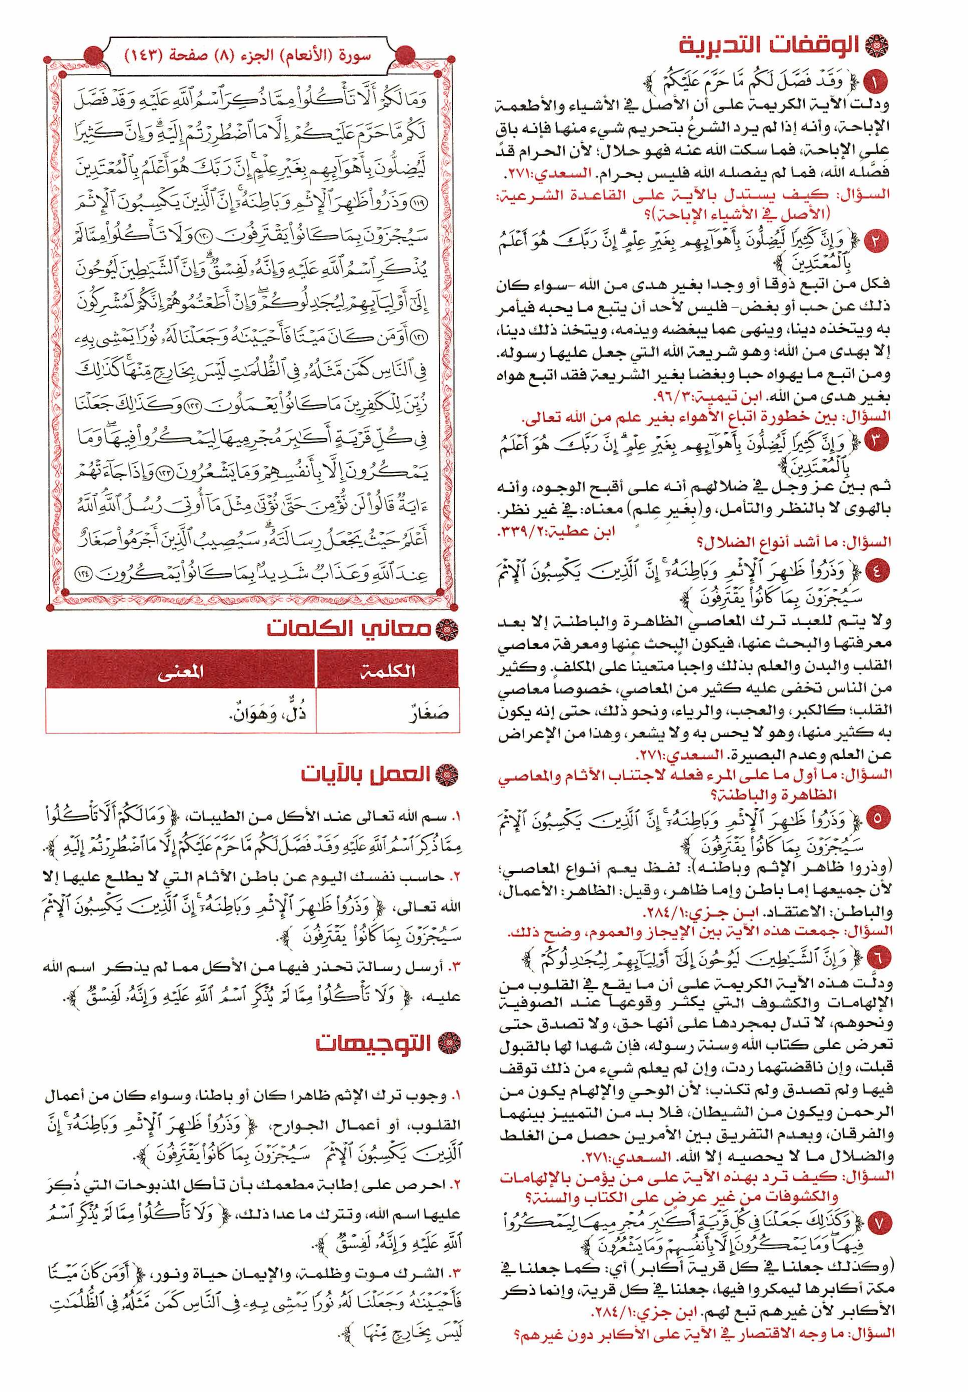 الوقفات التدبرية
١ ﴿ وَقَدْ فَصَّلَ لَكُم مَّا حَرَّمَ عَلَيْكُمْ ﴾
ودلت الآية الكريمة على أن الأصل في الأشياء والأطعمة
الإباحة، وأنه إذا لم يرد الشرعُ بتحريم شيء منها فإنه باق
على الإباحة، فما سكت الله عنه فهو حلال؛ لأن الحرام قدْ
فَصَّله الله، فما لم يفصله الله فليس بحرام. السعدي:٢٧١.
السؤال: كيف يستدل بالآية على القاعدة الشرعية:
(الأصل في الأشياء الإباحة)؟
٢ ﴿ وَإِنَّ كَثِيرًا لَّيُضِلُّونَ بِأَهْوَآئِهِم بِغَيْرِ عِلْمٍ ۗ إِنَّ رَبَّكَ هُوَ أَعْلَمُ
بِالْمُعْتَدِينَ ﴾
فكل من اتبع ذوقا أو وجدا بغير هدى من الله -سواء كان
ذلك عن حب أو بغض- فليس لأحد أن يتبع ما يحبه فيأمر
به ويتخذه دينا، وينهى عما يبغضه ويذمه، ويتخذ ذلك دينا،
إلا بهدى من الله؛ وهو شريعة الله التي جعل عليها رسوله.
ومن اتبع ما يهواه حبا وبغضا بغير الشريعة فقد اتبع هواه
بغير هدى من الله. ابن تيمية:٩٦/٣.
السؤال: بين خطورة اتباع الأهواء بغير علم من الله تعالى.
٣ ﴿ وَإِنَّ كَثِيرًا لَّيُضِلُّونَ بِأَهْوَآئِهِم بِغَيْرِ عِلْمٍ ۗ إِنَّ رَبَّكَ هُوَ أَعْلَمُ
بِالْمُعْتَدِينَ ﴾
ثم بين عز وجل في ضلالهم أنه على أقبح الوجوه، وأنه
بالهوى لا بالنظر والتأمل، و(بغَيرِ عِلم) معناه: في غير نظر.
ابن عطية:٣٣٩/٢.
السؤال: ما أشد أنواع الضلال؟
٤ ﴿ وَذَرُوا۟ ظَٰهِرَ الْإِثْمِ وَبَاطِنَهُۥٓ ۚ إِنَّ الَّذِينَ يَكْسِبُونَ الْإِثْمَ
سَيُجْزَوْنَ بِمَا كَانُوا۟ يَقْتَرِفُونَ ﴾
ولا يتم للعبد ترك المعاصي الظاهرة والباطنة إلا بعد
معرفتها والبحث عنها، فيكون البحث عنها ومعرفة معاصي
القلب والبدن والعلم بذلك واجباً متعيناً على المكلف. وكثير
من الناس تخفى عليه كثير من المعاصي، خصوصاً معاصي
القلب؛ كالكبر، والعجب، والرياء، ونحو ذلك، حتى إنه يكون
به كثير منها، وهو لا يحس به ولا يشعر، وهذا من الإعراض
عن العلم وعدم البصيرة. السعدي:٢٧١.
السؤال: ما أول ما على المرء فعله لاجتناب الآثام والمعاصي
الظاهرة والباطنة؟
٥ ﴿ وَذَرُوا۟ ظَٰهِرَ الْإِثْمِ وَبَاطِنَهُۥٓ ۚ إِنَّ الَّذِينَ يَكْسِبُونَ الْإِثْمَ
سَيُجْزَوْنَ بِمَا كَانُوا۟ يَقْتَرِفُونَ ﴾
(وذروا ظاهر الإثم وباطنه): لفظ يعم أنواع المعاصي؛
لأن جميعها إما باطن وإما ظاهر، وقيل: الظاهر: الأعمال،
والباطن: الاعتقاد. ابن جزي:٢٨٤/١.
السؤال: جمعت هذه الآية بين الإيجاز والعموم، وضح ذلك.
٦ ﴿ وَإِنَّ الشَّيَٰطِينَ لَيُوحُونَ إِلَىٰٓ أَوْلِيَآئِهِمْ لِيُجَٰدِلُوكُمْ ﴾
ودلَّت هذه الآية الكريمة على أن ما يقع في القلوب من
الإلهامات والكشوف التي يكثر وقوعها عند الصوفية
ونحوهم، لا تدل بمجردها على أنها حق، ولا تصدق حتى
تعرض على كتاب الله وسنة رسوله، فإن شهدا لها بالقبول
قبلت، وإن ناقضتهما ردت، وإن لم يعلم شيء من ذلك توقف
فيها ولم تصدق ولم تكذب؛ لأن الوحي والإلهام يكون من
الرحمن ويكون من الشيطان، فلا بد من التمييز بينهما
والفرقان، وبعدم التفريق بين الأمرين حصل من الغلط
والضلال ما لا يحصيه إلا الله. السعدي:٢٧١.
السؤال: كيف ترد بهذه الآية على من يؤمن بالإلهامات
والكشوفات من غير عرض على الكتاب والسنة؟
٧ ﴿ وَكَذَٰلِكَ جَعَلْنَا فِى كُلِّ قَرْيَةٍ أَكَٰبِرَ مُجْرِمِيهَا لِيَمْكُرُوا۟
فِيهَا ۖ وَمَا يَمْكُرُونَ إِلَّا بِأَنفُسِهِمْ وَمَا يَشْعُرُونَ ﴾
(وكذلك جعلنا في كل قرية أكابر) أي: كما جعلنا في
مكة أكابرها ليمكروا فيها، جعلنا في كل قرية، وإنما ذكر
الأكابر لأن غيرهم تبع لهم. ابن جزي:٢٨٤/١.
السؤال: ما وجه الاقتصار في الآية على الأكابر دون غيرهم؟
سورة (الأنعام) الجزء (٨) صفحة (١٤٣)
وَمَا لَكُمْ أَلَّا تَأْكُلُوا۟ مِمَّا ذُكِرَ اسْمُ اللَّهِ عَلَيْهِ وَقَدْ فَصَّلَ
لَكُم مَّا حَرَّمَ عَلَيْكُمْ إِلَّا مَا اضْطُرِرْتُمْ إِلَيْهِ ۗ وَإِنَّ كَثِيرًا
لَّيُضِلُّونَ بِأَهْوَآئِهِم بِغَيْرِ عِلْمٍ ۗ إِنَّ رَبَّكَ هُوَ أَعْلَمُ بِالْمُعْتَدِينَ
١١٩ وَذَرُوا۟ ظَٰهِرَ الْإِثْمِ وَبَاطِنَهُۥٓ ۚ إِنَّ الَّذِينَ يَكْسِبُونَ الْإِثْمَ
سَيُجْزَوْنَ بِمَا كَانُوا۟ يَقْتَرِفُونَ ١٢٠ وَلَا تَأْكُلُوا۟ مِمَّا لَمْ
يُذْكَرِ اسْمُ اللَّهِ عَلَيْهِ وَإِنَّهُۥ لَفِسْقٌ ۗ وَإِنَّ الشَّيَٰطِينَ لَيُوحُونَ
إِلَىٰٓ أَوْلِيَآئِهِمْ لِيُجَٰدِلُوكُمْ ۖ وَإِنْ أَطَعْتُمُوهُمْ إِنَّكُمْ لَمُشْرِكُونَ
١٢١ أَوَمَن كَانَ مَيْتًا فَأَحْيَيْنَٰهُ وَجَعَلْنَا لَهُۥ نُورًا يَمْشِى بِهِۦ
فِى النَّاسِ كَمَن مَّثَلُهُۥ فِى الظُّلُمَٰتِ لَيْسَ بِخَارِجٍ مِّنْهَا ۚ كَذَٰلِكَ
زُيِّنَ لِلْكَٰفِرِينَ مَا كَانُوا۟ يَعْمَلُونَ ١٢٢ وَكَذَٰلِكَ جَعَلْنَا
فِى كُلِّ قَرْيَةٍ أَكَٰبِرَ مُجْرِمِيهَا لِيَمْكُرُوا۟ فِيهَا ۖ وَمَا
يَمْكُرُونَ إِلَّا بِأَنفُسِهِمْ وَمَا يَشْعُرُونَ ١٢٣ وَإِذَا جَآءَتْهُمْ
ءَايَةٌ قَالُوا۟ لَن نُّؤْمِنَ حَتَّىٰ نُؤْتَىٰ مِثْلَ مَآ أُوتِىَ رُسُلُ اللَّهِ ۘ اللَّهُ
أَعْلَمُ حَيْثُ يَجْعَلُ رِسَالَتَهُۥ ۗ سَيُصِيبُ الَّذِينَ أَجْرَمُوا۟ صَغَارٌ
عِندَ اللَّهِ وَعَذَابٌ شَدِيدٌۢ بِمَا كَانُوا۟ يَمْكُرُونَ ١٢٤
معاني الكلمات
الكلمة المعنى
صَغَارٌ ذُلٌّ، وَهَوَانٌ.
العمل بالآيات
١. سم الله تعالى عند الأكل من الطيبات، ﴿ وَمَا لَكُمْ أَلَّا تَأْكُلُوا۟
مِمَّا ذُكِرَ اسْمُ اللَّهِ عَلَيْهِ وَقَدْ فَصَّلَ لَكُم مَّا حَرَّمَ عَلَيْكُمْ إِلَّا مَا اضْطُرِرْتُمْ إِلَيْهِ ﴾.
٢. حاسب نفسك اليوم عن باطن الآثام التي لا يطلع عليها إلا
الله تعالى، ﴿ وَذَرُوا۟ ظَٰهِرَ الْإِثْمِ وَبَاطِنَهُۥٓ ۚ إِنَّ الَّذِينَ يَكْسِبُونَ الْإِثْمَ
سَيُجْزَوْنَ بِمَا كَانُوا۟ يَقْتَرِفُونَ ﴾.
٣. أرسل رسالة تحذر فيها من الأكل مما لم يذكر اسم الله
عليه، ﴿ وَلَا تَأْكُلُوا۟ مِمَّا لَمْ يُذْكَرِ اسْمُ اللَّهِ عَلَيْهِ وَإِنَّهُۥ لَفِسْقٌ ﴾.
التوجيهات
١. وجوب ترك الإثم ظاهرا كان أو باطنا، وسواء كان من أعمال
القلوب، أو أعمال الجوارح، ﴿ وَذَرُوا۟ ظَٰهِرَ الْإِثْمِ وَبَاطِنَهُۥٓ ۚ إِنَّ
الَّذِينَ يَكْسِبُونَ الْإِثْمَ سَيُجْزَوْنَ بِمَا كَانُوا۟ يَقْتَرِفُونَ ﴾.
٢. احرص على إطابة مطعمك بأن تأكل المذبوحات التي ذُكِرَ
عليها اسم الله، وتترك ما عدا ذلك، ﴿ وَلَا تَأْكُلُوا۟ مِمَّا لَمْ يُذْكَرِ اسْمُ
اللَّهِ عَلَيْهِ وَإِنَّهُۥ لَفِسْقٌ ﴾.
٣. الشرك موت وظلمة، والإيمان حياة ونور، ﴿ أَوَمَن كَانَ مَيْتًا
فَأَحْيَيْنَٰهُ وَجَعَلْنَا لَهُۥ نُورًا يَمْشِى بِهِۦ فِى النَّاسِ كَمَن مَّثَلُهُۥ فِى الظُّلُمَٰتِ
لَيْسَ بِخَارِجٍ مِّنْهَا ﴾.